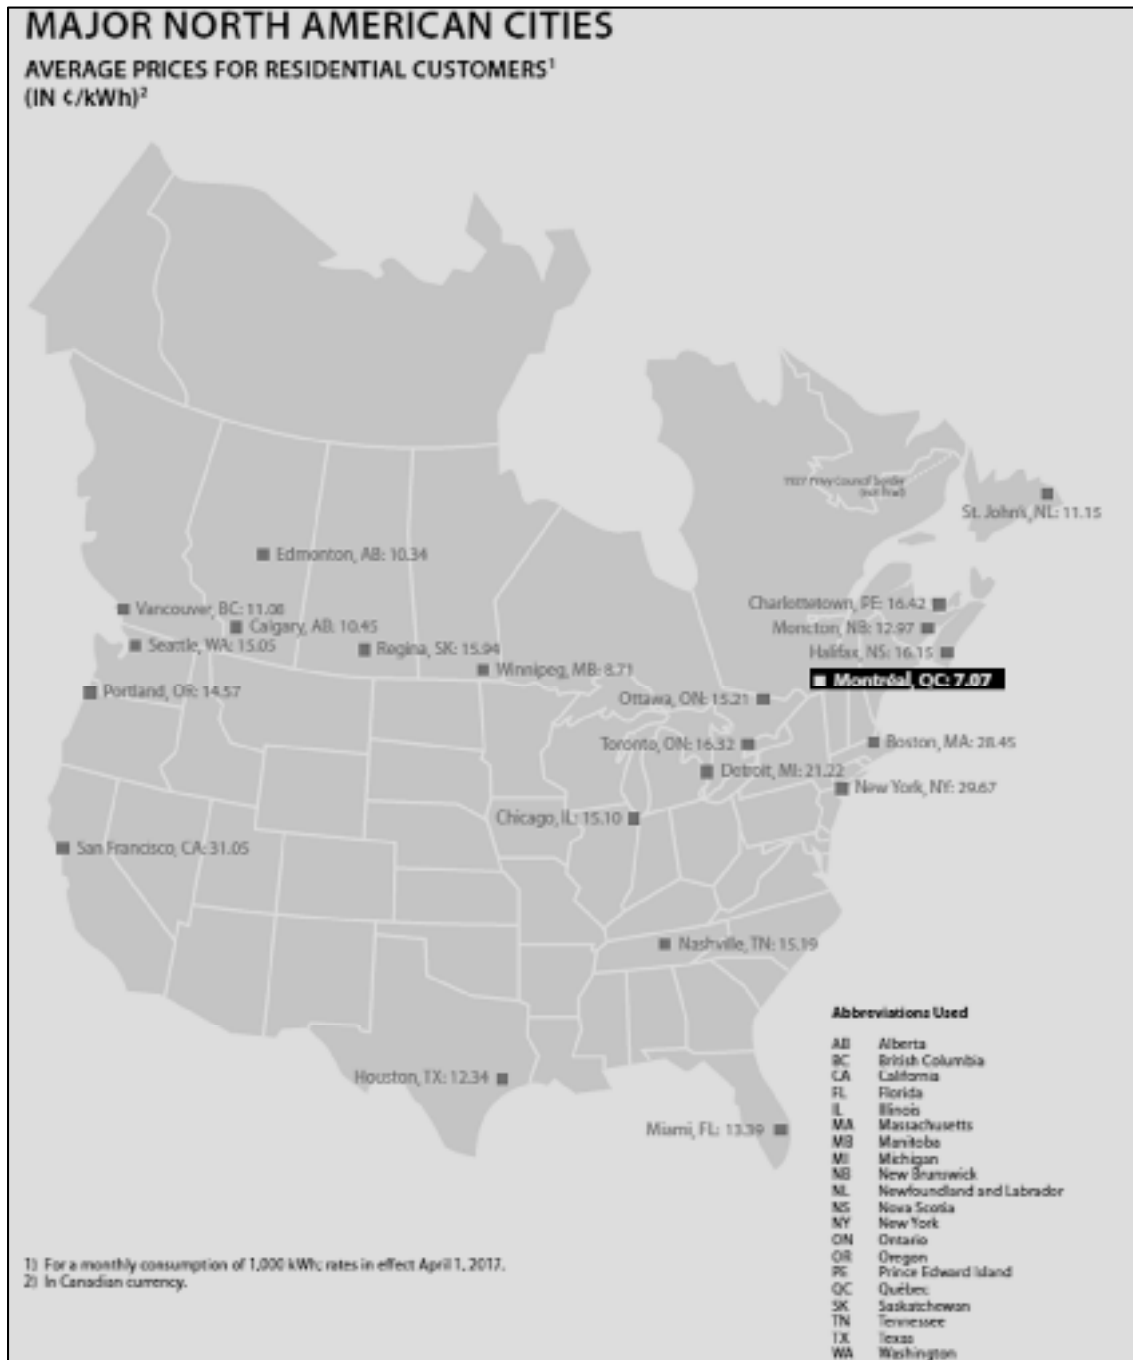 MAJOR NORTH AMERICAN CITIES
AVERAGE PRICES FOR RESIDENTIAL CUSTOMERS1
(IN ¢/kWh)2
1927 Privy Council border
(not final)
St. John's, NL: 11.15
Edmonton, AB: 10.34
Charlottetown, PE: 16.42
Vancouver, BC: 11.08
Calgary, AB: 10.45
Moncton, NB: 12.97
Seattle, WA: 15.05
Regina, SK: 15.94
Halifax, NS: 16.15
Winnipeg, MB: 8.71
Montréal, QC: 7.07
Portland, OR: 14.57
Ottawa, ON: 15.21
Toronto, ON: 16.32
Boston, MA: 28.45
Detroit, MI: 21.22
New York, NY: 29.67
Chicago, IL: 15.10
San Francisco, CA: 31.05
Nashville, TN: 15.19
Houston, TX: 12.34
Miami, FL: 13.39
Abbreviations Used
AB Alberta
BC British Columbia
CA California
FL Florida
IL Illinois
MA Massachusetts
MB Manitoba
MI Michigan
NB New Brunswick
NL Newfoundland and Labrador
NS Nova Scotia
NY New York
ON Ontario
OR Oregon
PE Prince Edward Island
QC Québec
SK Saskatchewan
TN Tennessee
TX Texas
WA Washington
1) For a monthly consumption of 1,000 kWh; rates in effect April 1, 2017.
2) In Canadian currency.